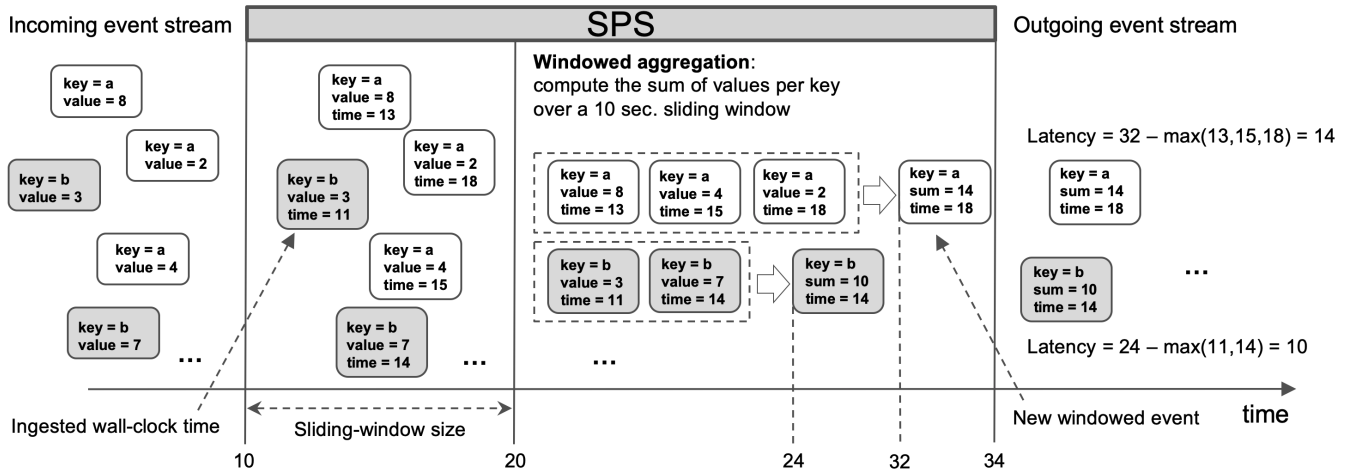 Incoming event stream
SPS
Outgoing event stream
key = a
value = 8
key = a
value = 2
key = b
value = 3
key = a
value = 4
key = b
value = 7
...
key = a
value = 8
time = 13
key = a
value = 2
time = 18
key = b
value = 3
time = 11
key = a
value = 4
time = 15
key = b
value = 7
time = 14
...
Windowed aggregation:
compute the sum of values per key
over a 10 sec. sliding window
key = a
value = 8
time = 13
key = a
value = 4
time = 15
key = a
value = 2
time = 18
key = a
sum = 14
time = 18
key = b
value = 3
time = 11
key = b
value = 7
time = 14
key = b
sum = 10
time = 14
...
Latency = 32 – max(13,15,18) = 14
key = a
sum = 14
time = 18
key = b
sum = 10
time = 14
...
Latency = 24 – max(11,14) = 10
Ingested wall-clock time
Sliding-window size
New windowed event
time
10
20
24
32
34